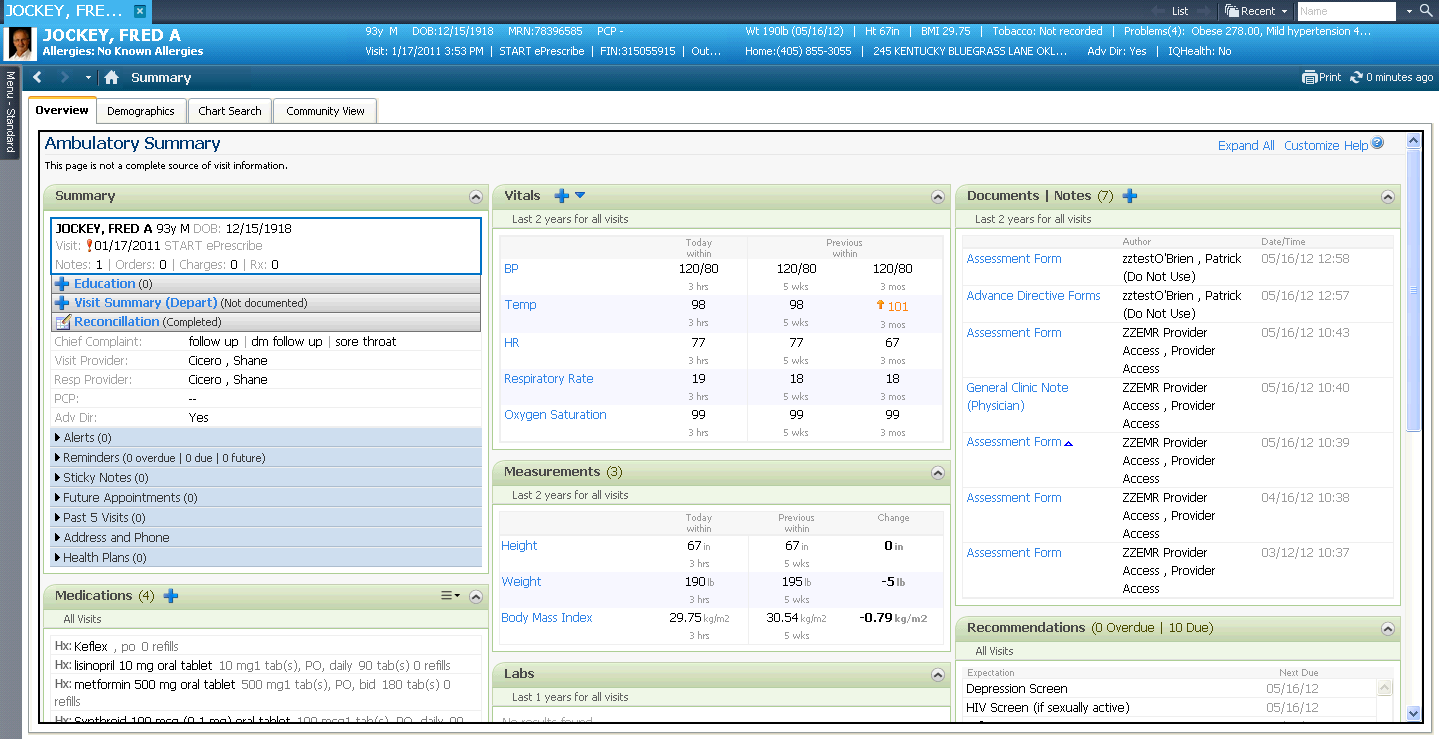 JOCKEY, FRE...
List
Recent
Name
JOCKEY, FRED A
Allergies: No Known Allergies
93y M DOB:12/15/1918 MRN:78396585 PCP -
Wt 190lb (05/16/12) | Ht 67in | BMI 29.75 | Tobacco: Not recorded | Problems(4): Obese 278.00, Mild hypertension 4...
Visit: 1/17/2011 3:53 PM | START ePrescribe | FIN:315055915 | Out...
Home:(405) 855-3055 | 245 KENTUCKY BLUEGRASS LANE OKL... Adv Dir: Yes | IQHealth: No
Menu - Standard
Summary
Print
0 minutes ago
Overview
Demographics
Chart Search
Community View
Ambulatory Summary
Expand All Customize Help
This page is not a complete source of visit information.
Summary
JOCKEY, FRED A 93y M DOB: 12/15/1918
Visit: 01/17/2011 START ePrescribe
Notes: 1 | Orders: 0 | Charges: 0 | Rx: 0
Education (0)
Visit Summary (Depart) (Not documented)
Reconcillation (Completed)
Chief Complaint: follow up | dm follow up | sore throat
Visit Provider: Cicero , Shane
Resp Provider: Cicero , Shane
PCP: --
Adv Dir: Yes
Alerts (0)
Reminders (0 overdue | 0 due | 0 future)
Sticky Notes (0)
Future Appointments (0)
Past 5 Visits (0)
Address and Phone
Health Plans (0)
Medications (4)
All Visits
Hx: Keflex , po 0 refills
Hx: lisinopril 10 mg oral tablet 10 mg1 tab(s), PO, daily 90 tab(s) 0 refills
Hx: metformin 500 mg oral tablet 500 mg1 tab(s), PO, bid 180 tab(s) 0
refills
Hx: Synthroid 100 mcg (0.1 mg) oral tablet 100 mcg1 tab(s), PO, daily 90
Vitals
Last 2 years for all visits
Today Previous
within within
BP 120/80 120/80 120/80
3 hrs 5 wks 3 mos
Temp 98 98 101
3 hrs 5 wks 3 mos
HR 77 77 67
3 hrs 5 wks 3 mos
Respiratory Rate 19 18 18
3 hrs 5 wks 3 mos
Oxygen Saturation 99 99 99
3 hrs 5 wks 3 mos
Measurements (3)
Last 2 years for all visits
Today Previous Change
within within
Height 67 in 67 in 0 in
3 hrs 5 wks
Weight 190 lb 195 lb -5 lb
3 hrs 5 wks
Body Mass Index 29.75 kg/m2 30.54 kg/m2 -0.79 kg/m2
3 hrs 5 wks
Labs
Last 1 years for all visits
No results found
Documents | Notes (7)
Last 2 years for all visits
Author Date/Time
Assessment Form zztestO'Brien , Patrick 05/16/12 12:58
(Do Not Use)
Advance Directive Forms zztestO'Brien , Patrick 05/16/12 12:57
(Do Not Use)
Assessment Form ZZEMR Provider 05/16/12 10:43
Access , Provider
Access
General Clinic Note ZZEMR Provider 05/16/12 10:40
(Physician) Access , Provider
Access
Assessment Form ZZEMR Provider 05/16/12 10:39
Access , Provider
Access
Assessment Form ZZEMR Provider 04/16/12 10:38
Access , Provider
Access
Assessment Form ZZEMR Provider 03/12/12 10:37
Access , Provider
Access
Recommendations (0 Overdue | 10 Due)
All Visits
Expectation Next Due
Depression Screen 05/16/12
HIV Screen (if sexually active) 05/16/12